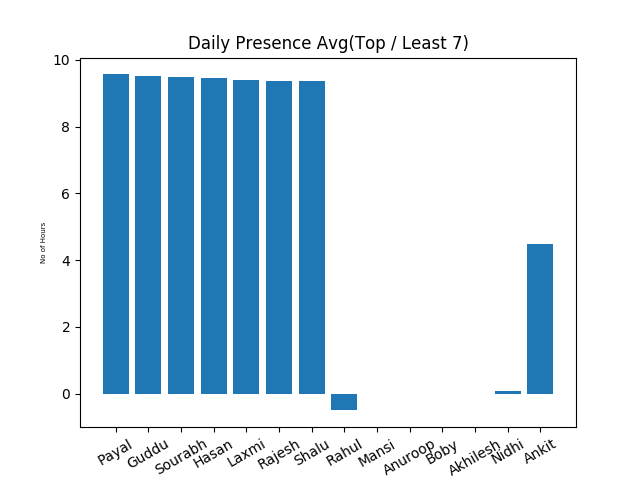 Daily Presence Avg(Top / Least 7)
10
8
6
4
2
0
No of Hours
Payal
Guddu
Sourabh
Hasan
Laxmi
Rajesh
Shalu
Rahul
Mansi
Anuroop
Boby
Akhilesh
Nidhi
Ankit